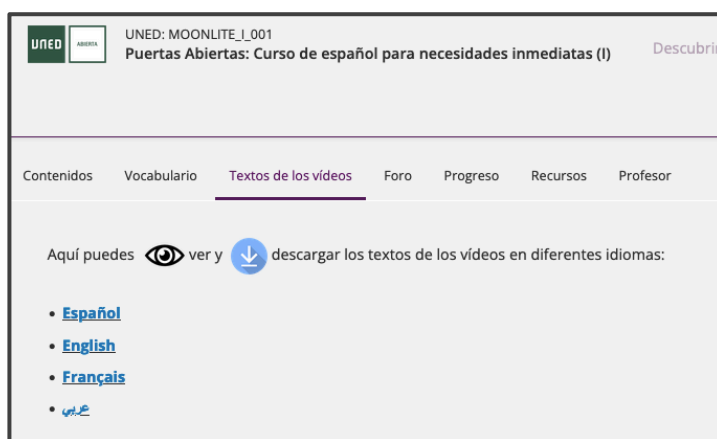 UNED ABIERTA
UNED: MOONLITE_I_001
Puertas Abiertas: Curso de español para necesidades inmediatas (I)
Descubrir
Contenidos Vocabulario Textos de los vídeos Foro Progreso Recursos Profesor
Aquí puedes ver y descargar los textos de los vídeos en diferentes idiomas:
• Español
• English
• Français
• عربي